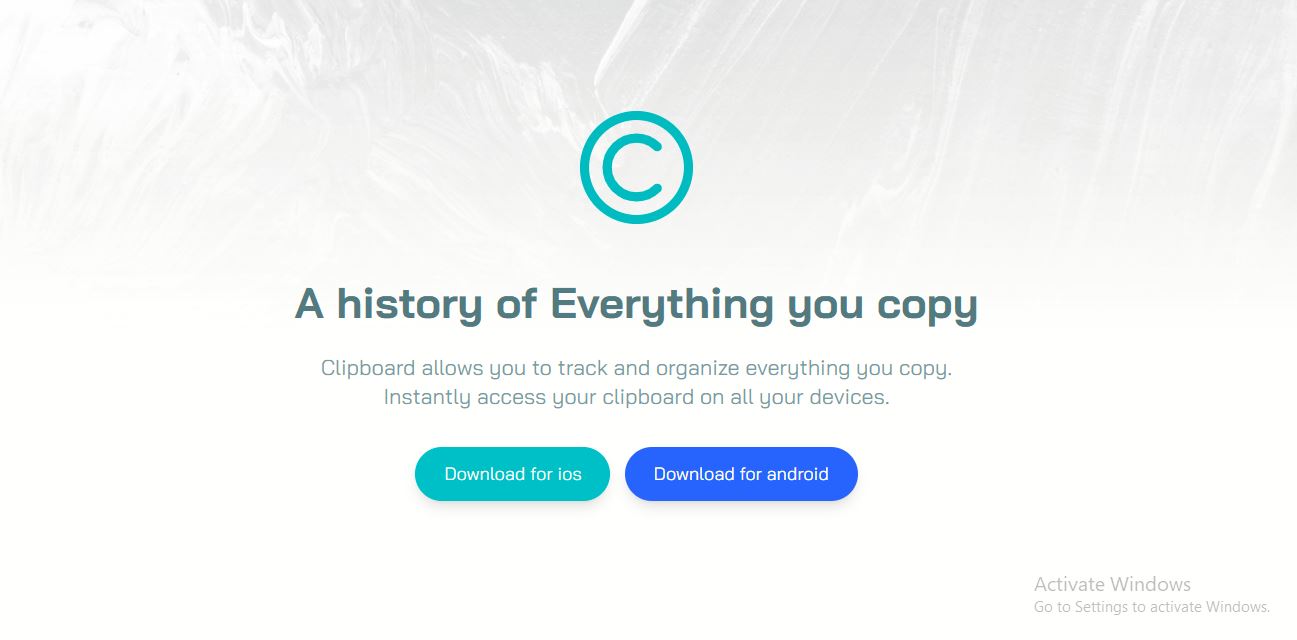 ©
A history of Everything you copy
Clipboard allows you to track and organize everything you copy.
Instantly access your clipboard on all your devices.
Download for ios
Download for android
Activate Windows
Go to Settings to activate Windows.